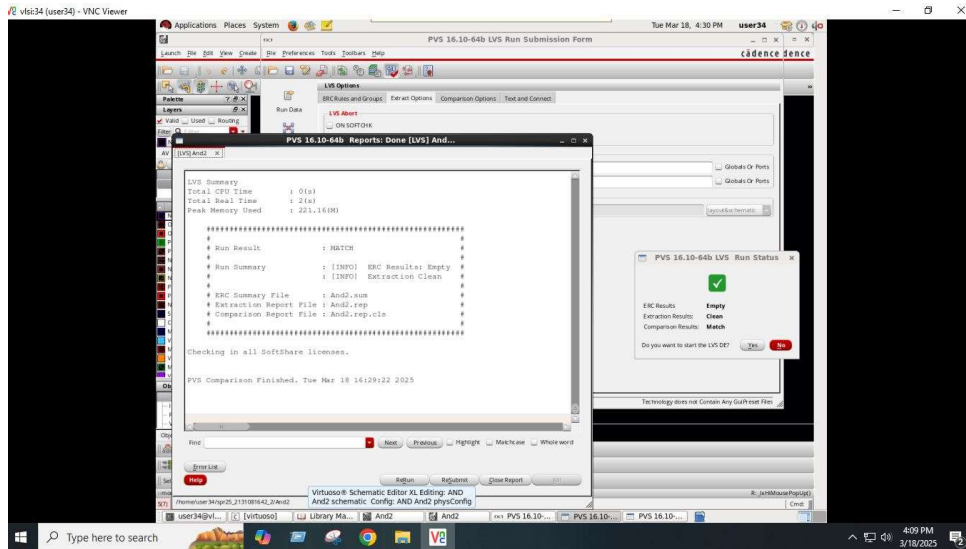 vlsi:34 (user34) - VNC Viewer
Applications Places System
Tue Mar 18, 4:30 PM user34
PVS 16.10-64b LVS Run Submission Form
Launch File Edit View Create
File Preferences Tools Toolbars Help
cādence
dence
LVS Options
Palette
ERC Rules and Groups Extract Options Comparison Options Text and Connect
Layers
Run Data
LVS Abort
Valid Used Routing
ON SOFTCHK
Filter
PVS 16.10-64b Reports: Done [LVS] And...
AV
[LVS] And2 x
Globals Or Ports
Globals Or Ports
LVS Summary
Total CPU Time : 0(s)
Total Real Time : 2(s)
Peak Memory Used : 221.16(M)
layout&schematic
##########################################################
# #
# Run Result : MATCH #
# #
# Run Summary : [INFO] ERC Results: Empty #
# : [INFO] Extraction Clean #
# #
# ERC Summary File : And2.sum #
# Extraction Report File : And2.rep #
# Comparison Report File : And2.rep.cls #
# #
##########################################################
Checking in all SoftShare licenses.
PVS Comparison Finished. Tue Mar 18 16:29:22 2025
PVS 16.10-64b LVS Run Status x
ERC Results Empty
Extraction Results: Clean
Comparison Results: Match
Do you want to start the LVS DE? Yes No
Technology does not Contain Any GuiPreset Files
Find Next Previous Highlight Matchcase Whole word
Error List
Help ReRun ReSubmit Close Report
R: _lxHiMousePopUp()
/home/user34/spr25_2131081642_2/And2
Virtuoso® Schematic Editor XL Editing: AND
And2 schematic Config: AND And2 physConfig
Cmd:
user34@vl... [virtuoso] Library Ma... And2 And2 PVS 16.10-... PVS 16.10-... PVS 16.10-...
Type here to search
4:09 PM
3/18/2025